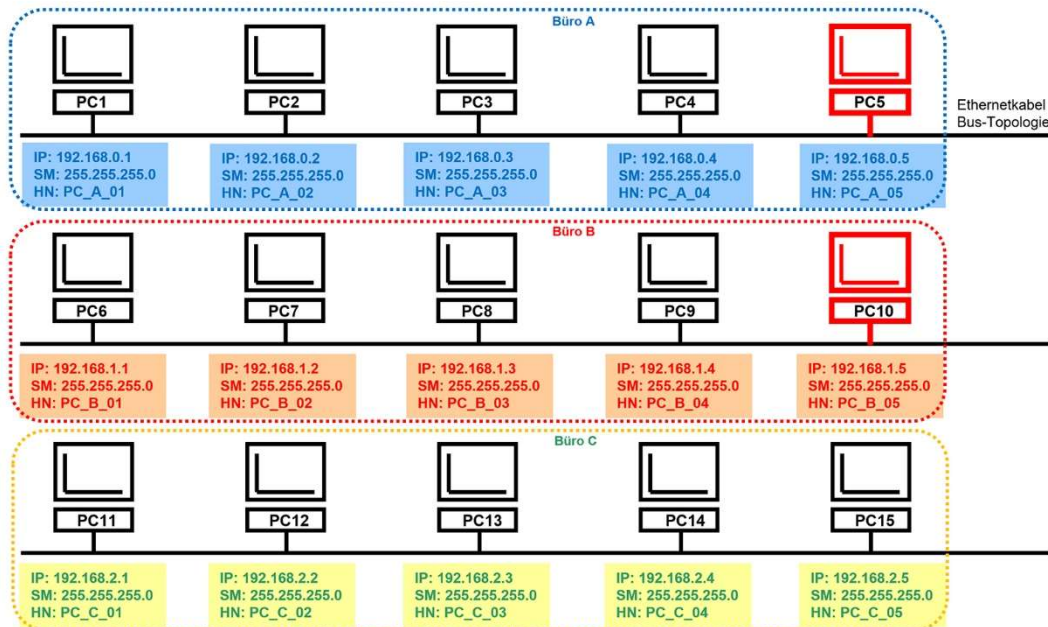 Büro A
PC1 PC2 PC3 PC4 PC5
Ethernetkabel
Bus-Topologie
IP: 192.168.0.1 IP: 192.168.0.2 IP: 192.168.0.3 IP: 192.168.0.4 IP: 192.168.0.5
SM: 255.255.255.0 SM: 255.255.255.0 SM: 255.255.255.0 SM: 255.255.255.0 SM: 255.255.255.0
HN: PC_A_01 HN: PC_A_02 HN: PC_A_03 HN: PC_A_04 HN: PC_A_05
Büro B
PC6 PC7 PC8 PC9 PC10
IP: 192.168.1.1 IP: 192.168.1.2 IP: 192.168.1.3 IP: 192.168.1.4 IP: 192.168.1.5
SM: 255.255.255.0 SM: 255.255.255.0 SM: 255.255.255.0 SM: 255.255.255.0 SM: 255.255.255.0
HN: PC_B_01 HN: PC_B_02 HN: PC_B_03 HN: PC_B_04 HN: PC_B_05
Büro C
PC11 PC12 PC13 PC14 PC15
IP: 192.168.2.1 IP: 192.168.2.2 IP: 192.168.2.3 IP: 192.168.2.4 IP: 192.168.2.5
SM: 255.255.255.0 SM: 255.255.255.0 SM: 255.255.255.0 SM: 255.255.255.0 SM: 255.255.255.0
HN: PC_C_01 HN: PC_C_02 HN: PC_C_03 HN: PC_C_04 HN: PC_C_05